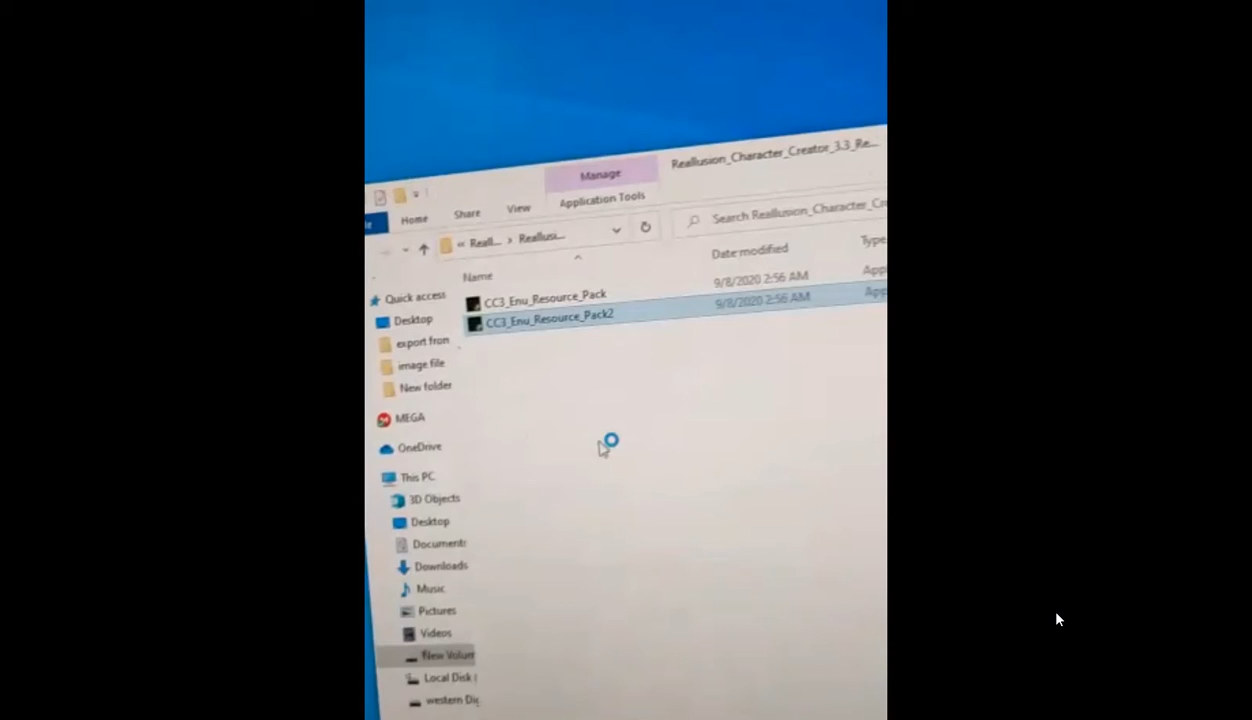 Manage
Reallusion_Character_Creator_3.3_Re...
Home
Share
View
Application Tools
« Reall... › Reallusi...
Search Reallusion_Character_Cr
Name
Date modified
Type
CC3_Enu_Resource_Pack
9/8/2020 2:56 AM
App
CC3_Enu_Resource_Pack2
9/8/2020 2:56 AM
App
Quick access
Desktop
export fron
image file
New folder
MEGA
OneDrive
This PC
3D Objects
Desktop
Documents
Downloads
Music
Pictures
Videos
New Volum
Local Disk (
western Dig